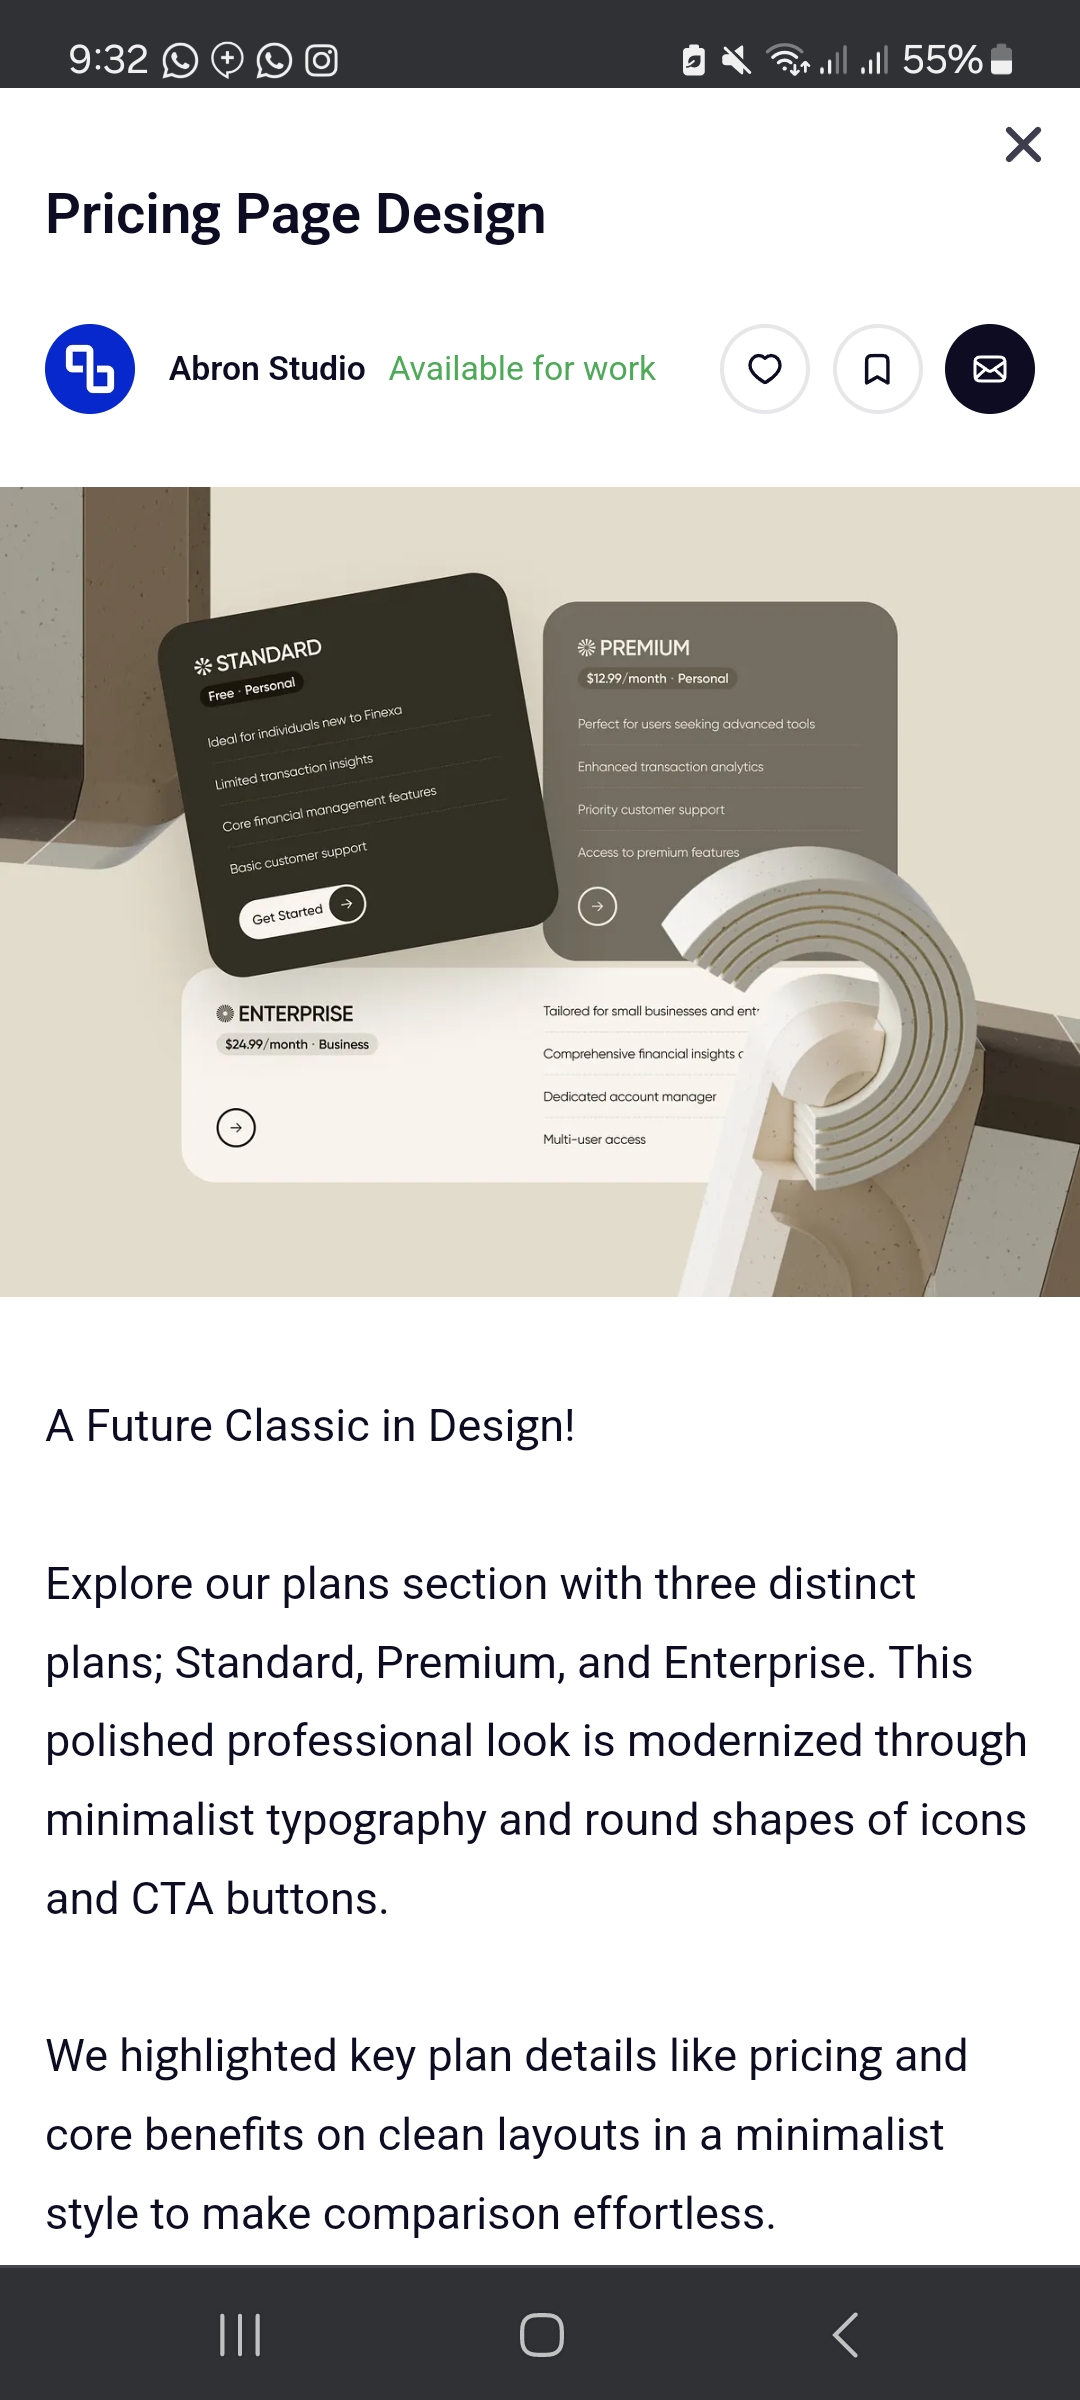 9:32
55%
Pricing Page Design
Abron Studio Available for work
STANDARD
Free · Personal
Ideal for individuals new to Finexa
Limited transaction insights
Core financial management features
Basic customer support
Get Started
PREMIUM
$12.99/month · Personal
Perfect for users seeking advanced tools
Enhanced transaction analytics
Priority customer support
Access to premium features
ENTERPRISE
$24.99/month · Business
Tailored for small businesses and
Comprehensive financial insights
Dedicated account manager
Multi-user access
A Future Classic in Design!
Explore our plans section with three distinct
plans; Standard, Premium, and Enterprise. This
polished professional look is modernized through
minimalist typography and round shapes of icons
and CTA buttons.
We highlighted key plan details like pricing and
core benefits on clean layouts in a minimalist
style to make comparison effortless.